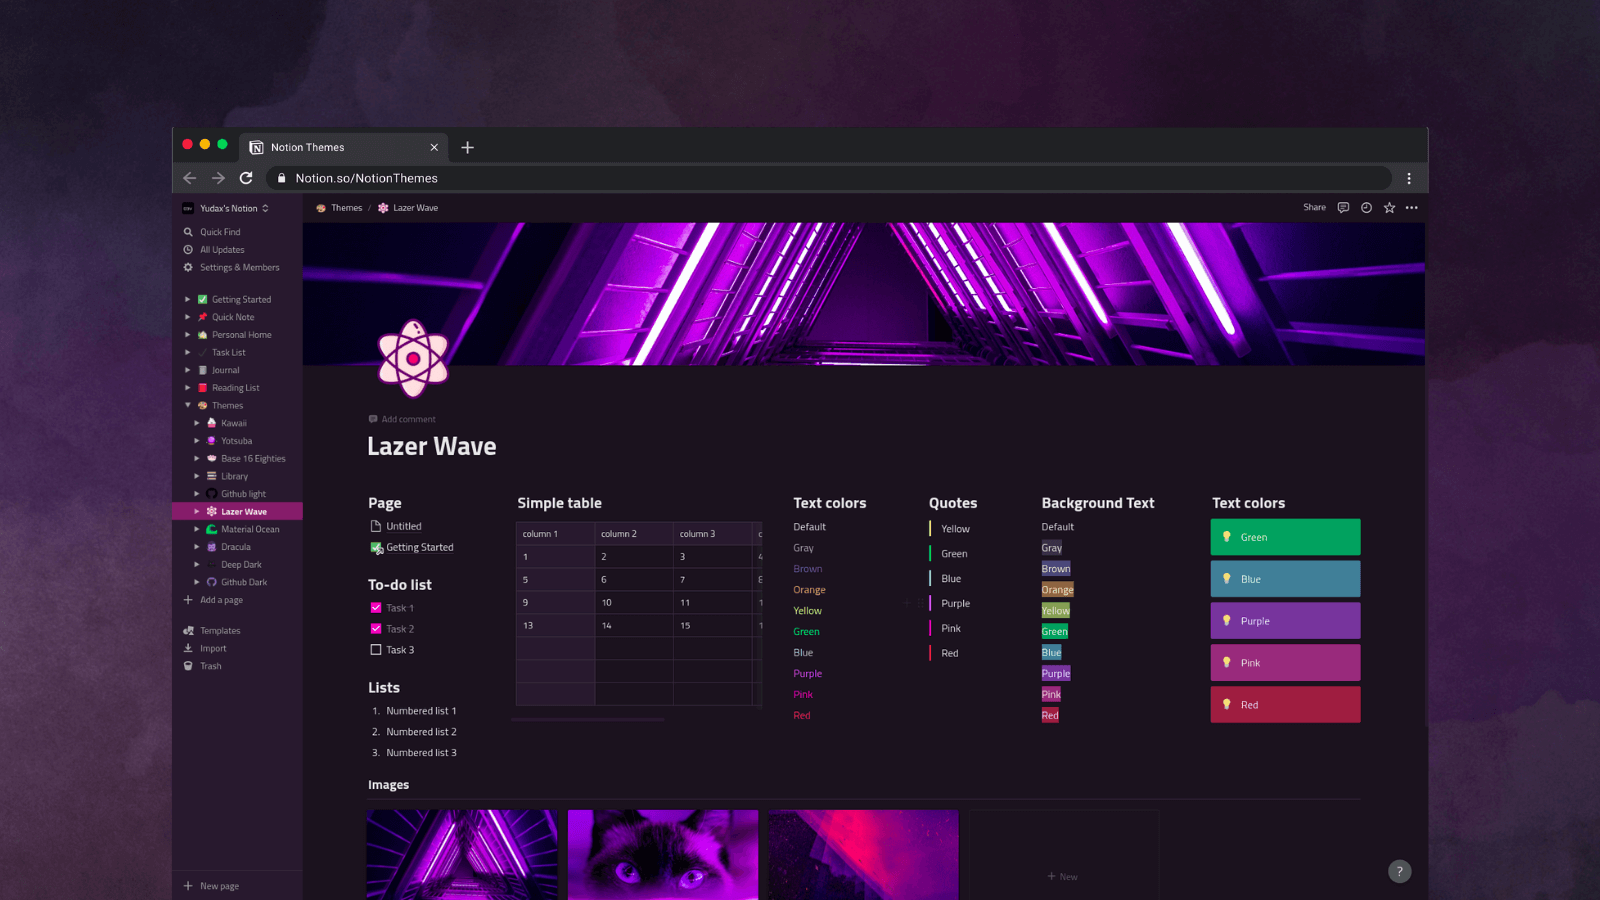 Notion Themes
Notion.so/NotionThemes
Yudax's Notion
Quick Find
All Updates
Settings & Members
Getting Started
Quick Note
Personal Home
Task List
Journal
Reading List
Themes
Kawaii
Yotsuba
Base 16 Eighties
Library
Github light
Lazer Wave
Material Ocean
Dracula
Deep Dark
Github Dark
Add a page
Templates
Import
Trash
New page
Themes / Lazer Wave
Share
Add comment
Lazer Wave
Page
Untitled
Getting Started
To-do list
Task 1
Task 2
Task 3
Lists
1. Numbered list 1
2. Numbered list 2
3. Numbered list 3
Simple table
column 1 column 2 column 3 c
1 2 3 4
5 6 7 8
9 10 11 1
13 14 15 1
Text colors
Default
Gray
Brown
Orange
Yellow
Green
Blue
Purple
Pink
Red
Quotes
Yellow
Green
Blue
Purple
Pink
Red
Background Text
Default
Gray
Brown
Orange
Yellow
Green
Blue
Purple
Pink
Red
Text colors
Green
Blue
Purple
Pink
Red
Images
+ New
?